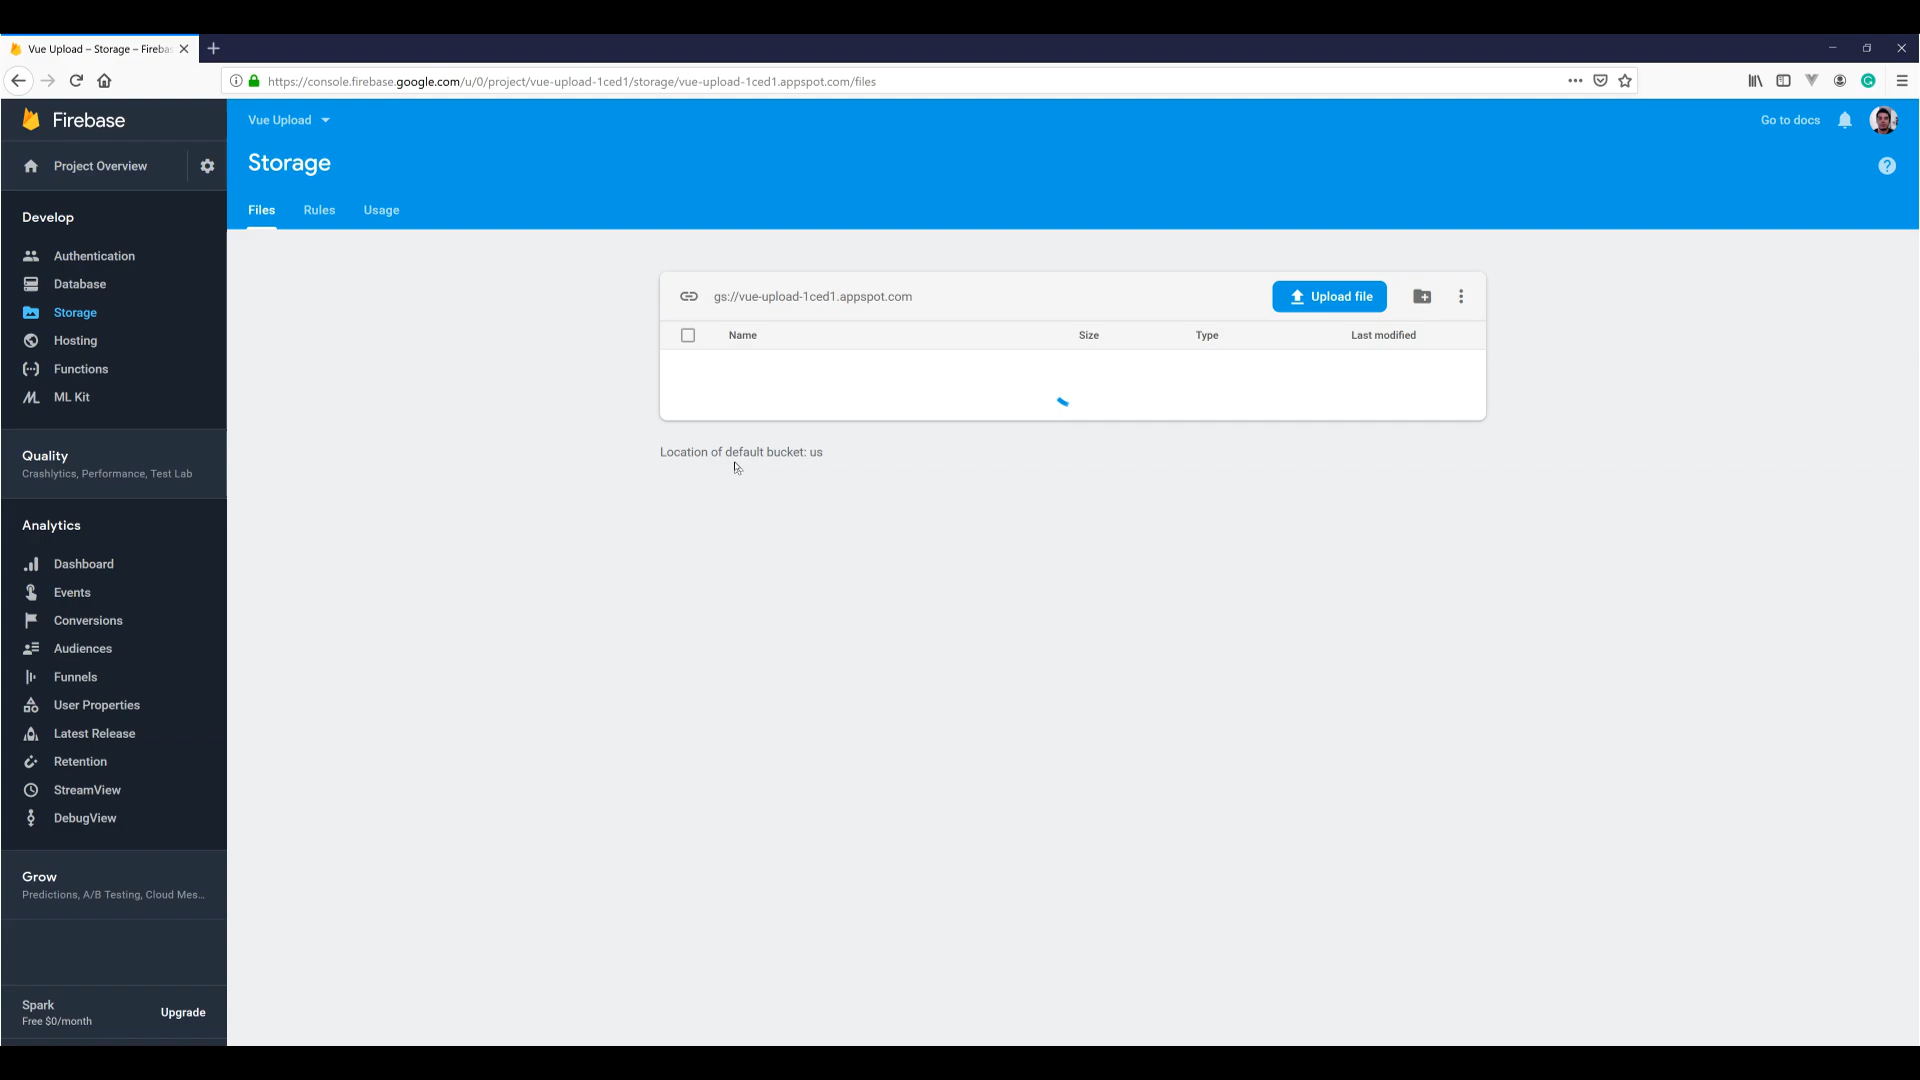 Vue Upload – Storage – Fireba
https://console.firebase.google.com/u/0/project/vue-upload-1ced1/storage/vue-upload-1ced1.appspot.com/files
Firebase
Vue Upload
Go to docs
Project Overview
Storage
Files
Rules
Usage
Develop
Authentication
Database
Storage
Hosting
Functions
ML Kit
Quality
Crashlytics, Performance, Test Lab
Analytics
Dashboard
Events
Conversions
Audiences
Funnels
User Properties
Latest Release
Retention
StreamView
DebugView
Grow
Predictions, A/B Testing, Cloud Mes...
Spark
Free $0/month
Upgrade
gs://vue-upload-1ced1.appspot.com
Upload file
Name
Size
Type
Last modified
Location of default bucket: us